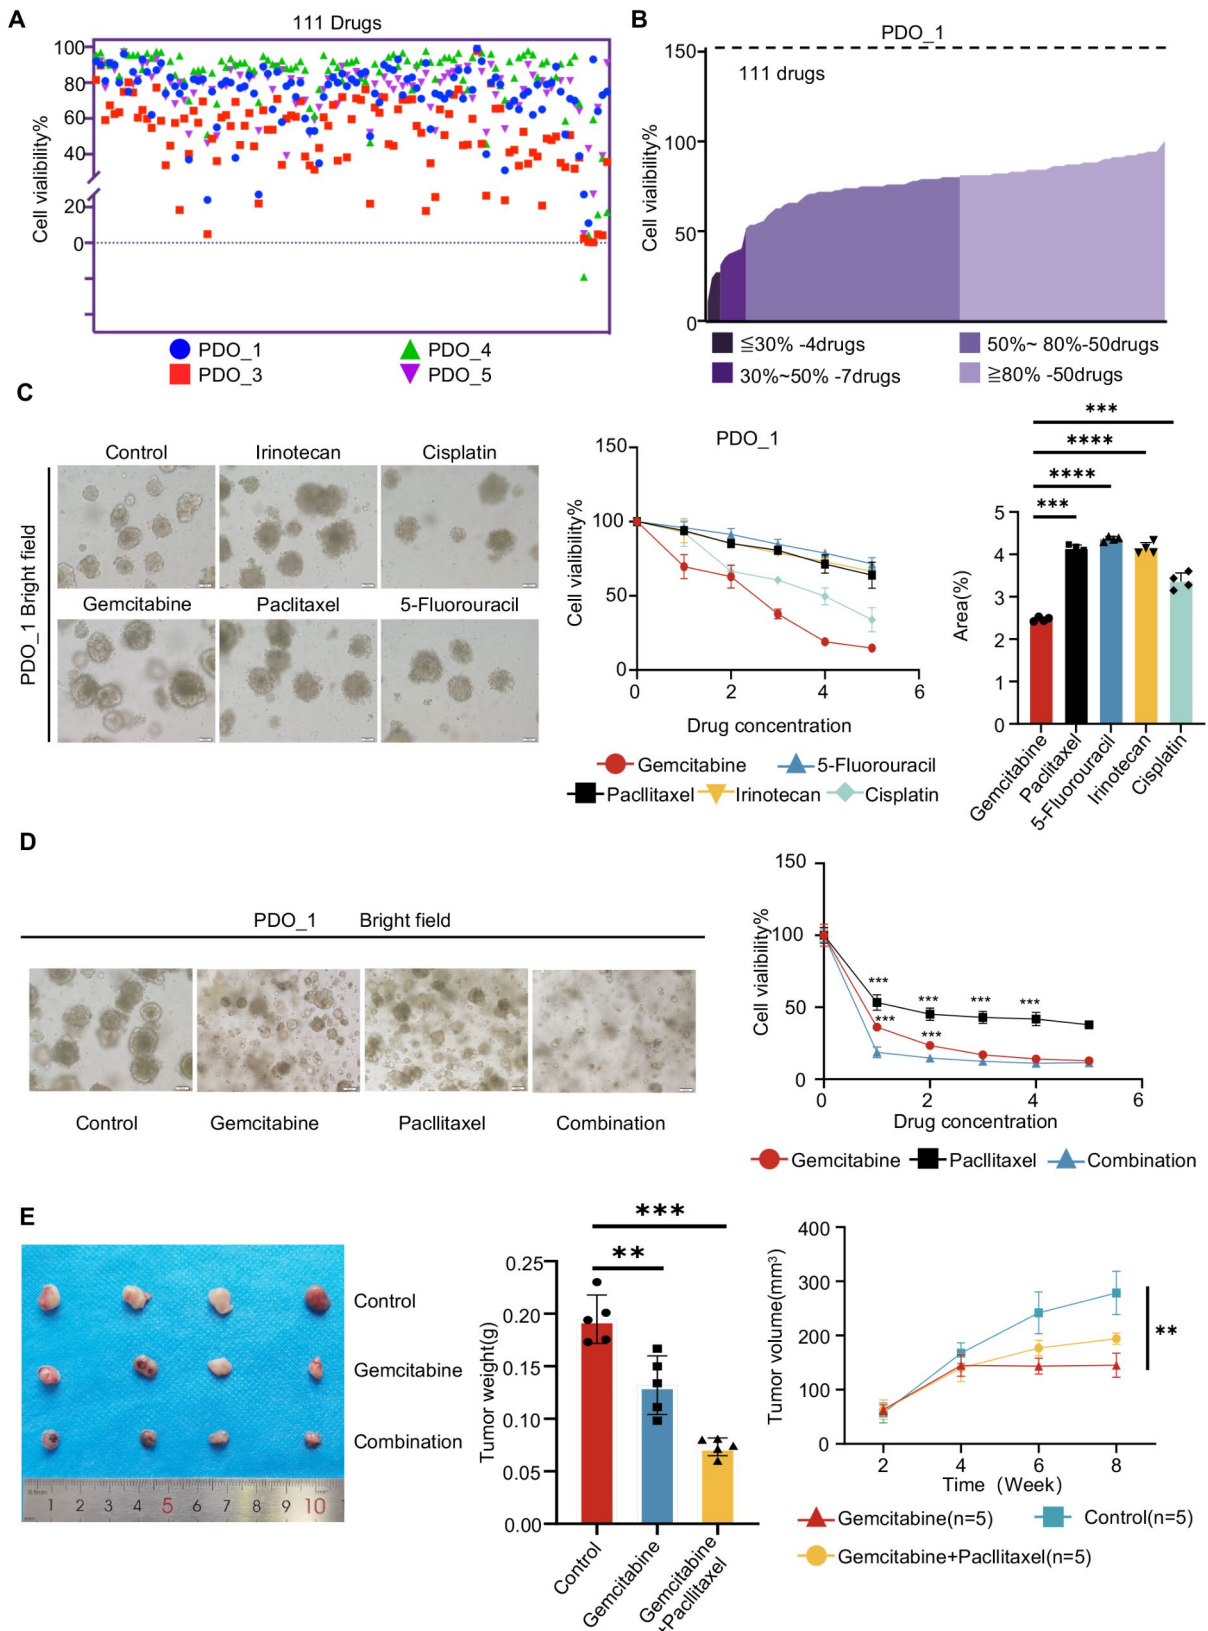 A
111 Drugs
Cell vialibility%
100
80
60
40
20
0
PDO_1
PDO_4
PDO_3
PDO_5
B
PDO_1
111 drugs
Cell viability%
150
100
50
0
≦30% -4drugs
50%~ 80%-50drugs
30%~50% -7drugs
≧80% -50drugs
C
PDO_1 Bright field
Control
Irinotecan
Cisplatin
Gemcitabine
Paclitaxel
5-Fluorouracil
PDO_1
Cell vialibility%
150
100
50
0
0
2
4
6
Drug concentration
Gemcitabine
5-Fluorouracil
Pacllitaxel
Irinotecan
Cisplatin
***
****
****
***
Area(%)
5
4
3
2
1
0
Gemcitabine
Paclitaxel
5-Fluorouracil
Irinotecan
Cisplatin
D
PDO_1 Bright field
Control
Gemcitabine
Pacllitaxel
Combination
Cell vialibility%
150
100
50
0
***
***
***
***
***
***
0
2
4
6
Drug concentration
Gemcitabine
Pacllitaxel
Combination
E
Control
Gemcitabine
Combination
1 2 3 4 5 6 7 8 9 10
***
**
Tumor weight(g)
0.25
0.20
0.15
0.10
0.05
0.00
Control
Gemcitabine
Gemcitabine
+Pacllitaxel
Tumor volume(mm³)
400
300
200
100
0
**
2
4
6
8
Time (Week)
Gemcitabine(n=5)
Control(n=5)
Gemcitabine+Pacllitaxel(n=5)